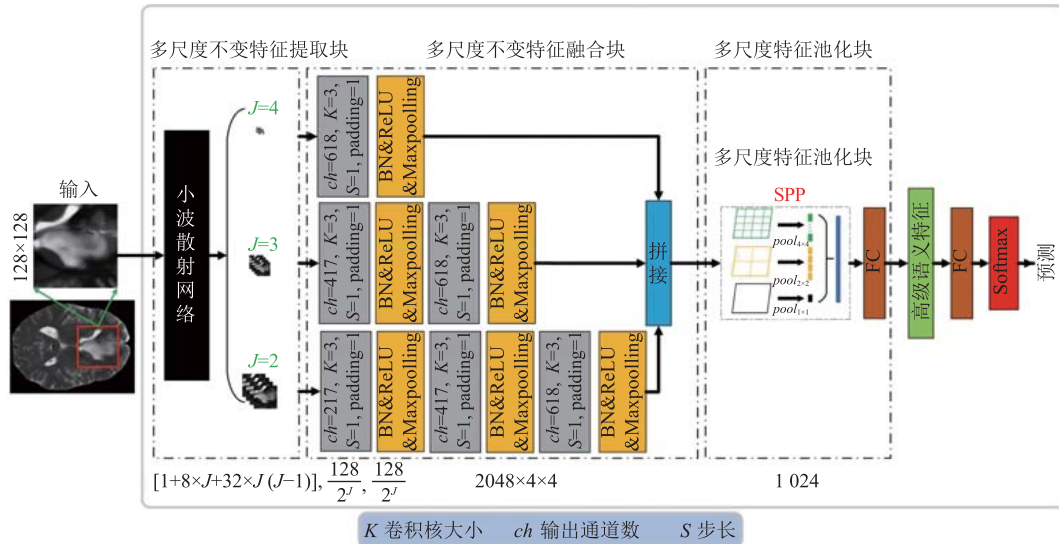 多尺度不变特征提取块
多尺度不变特征融合块
多尺度特征池化块
输入
128×128
小波散射网络
J=4
J=3
J=2
ch=618, K=3,
S=1, padding=1
BN&ReLU
&Maxpoolling
ch=417, K=3,
S=1, padding=1
BN&ReLU
&Maxpoolling
ch=618, K=3,
S=1, padding=1
BN&ReLU
&Maxpoolling
ch=217, K=3,
S=1, padding=1
BN&ReLU
&Maxpoolling
ch=417, K=3,
S=1, padding=1
BN&ReLU
&Maxpoolling
ch=618, K=3,
S=1, padding=1
BN&ReLU
&Maxpoolling
拼接
多尺度特征池化块
SPP
pool4×4
pool2×2
pool1×1
FC
高级语义特征
FC
Softmax
预测
[1+8×J+32×J (J−1)], 128/2^J, 128/2^J
2048×4×4
1 024
K 卷积核大小 ch 输出通道数 S 步长